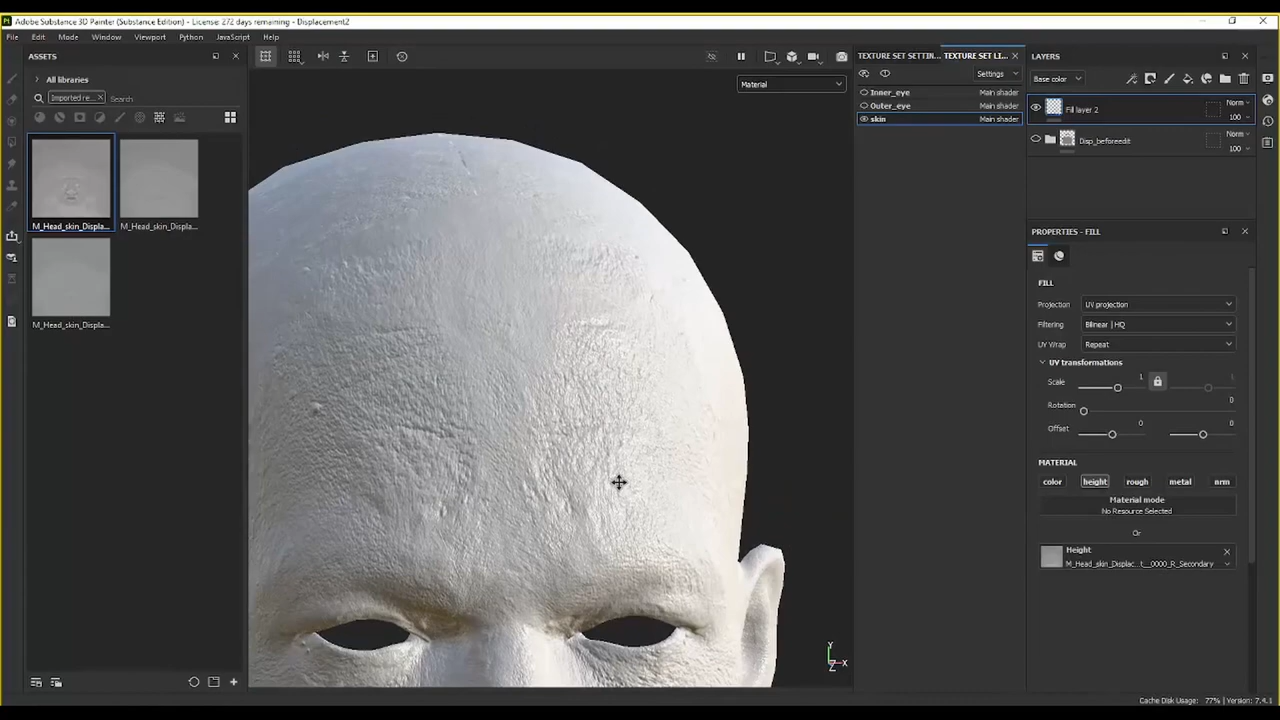 Pt Adobe Substance 3D Painter (Substance Edition) - License: 272 days remaining - Displacement2
File Edit Mode Window Viewport Python JavaScript Help
ASSETS
All libraries
Imported re... Search
M_Head_skin_Displa... M_Head_skin_Displa...
M_Head_skin_Displa...
Material
Y
X
Z
TEXTURE SET SETTIN... TEXTURE SET LI...
Settings
Inner_eye Main shader
Outer_eye Main shader
skin Main shader
LAYERS
Base color
Fill layer 2 Norm
100
Disp_beforeedit Norm
100
PROPERTIES - FILL
FILL
Projection UV projection
Filtering Bilinear | HQ
UV Wrap Repeat
UV transformations
Scale 1 1
Rotation 0
Offset 0 0
MATERIAL
color height rough metal nrm
Material mode
No Resource Selected
Or
Height
M_Head_skin_Displac...t__0000_R_Secondary
Cache Disk Usage: 77% | Version: 7.4.1